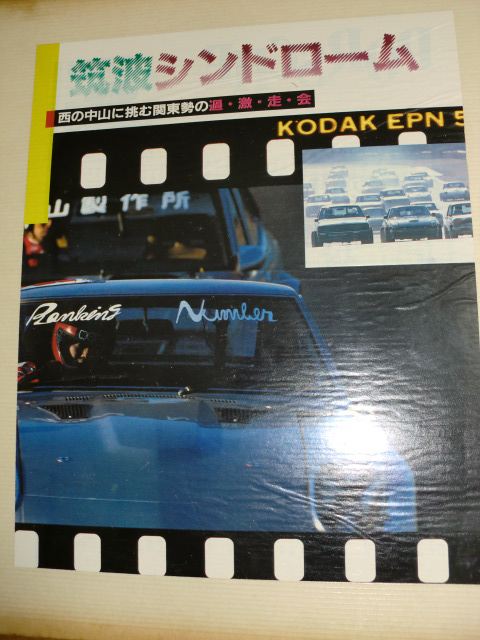 筑波シンドローム
西の中山に挑む関東勢の過・激・走・会
KODAK EPN 5
山製作所
Rankins Number